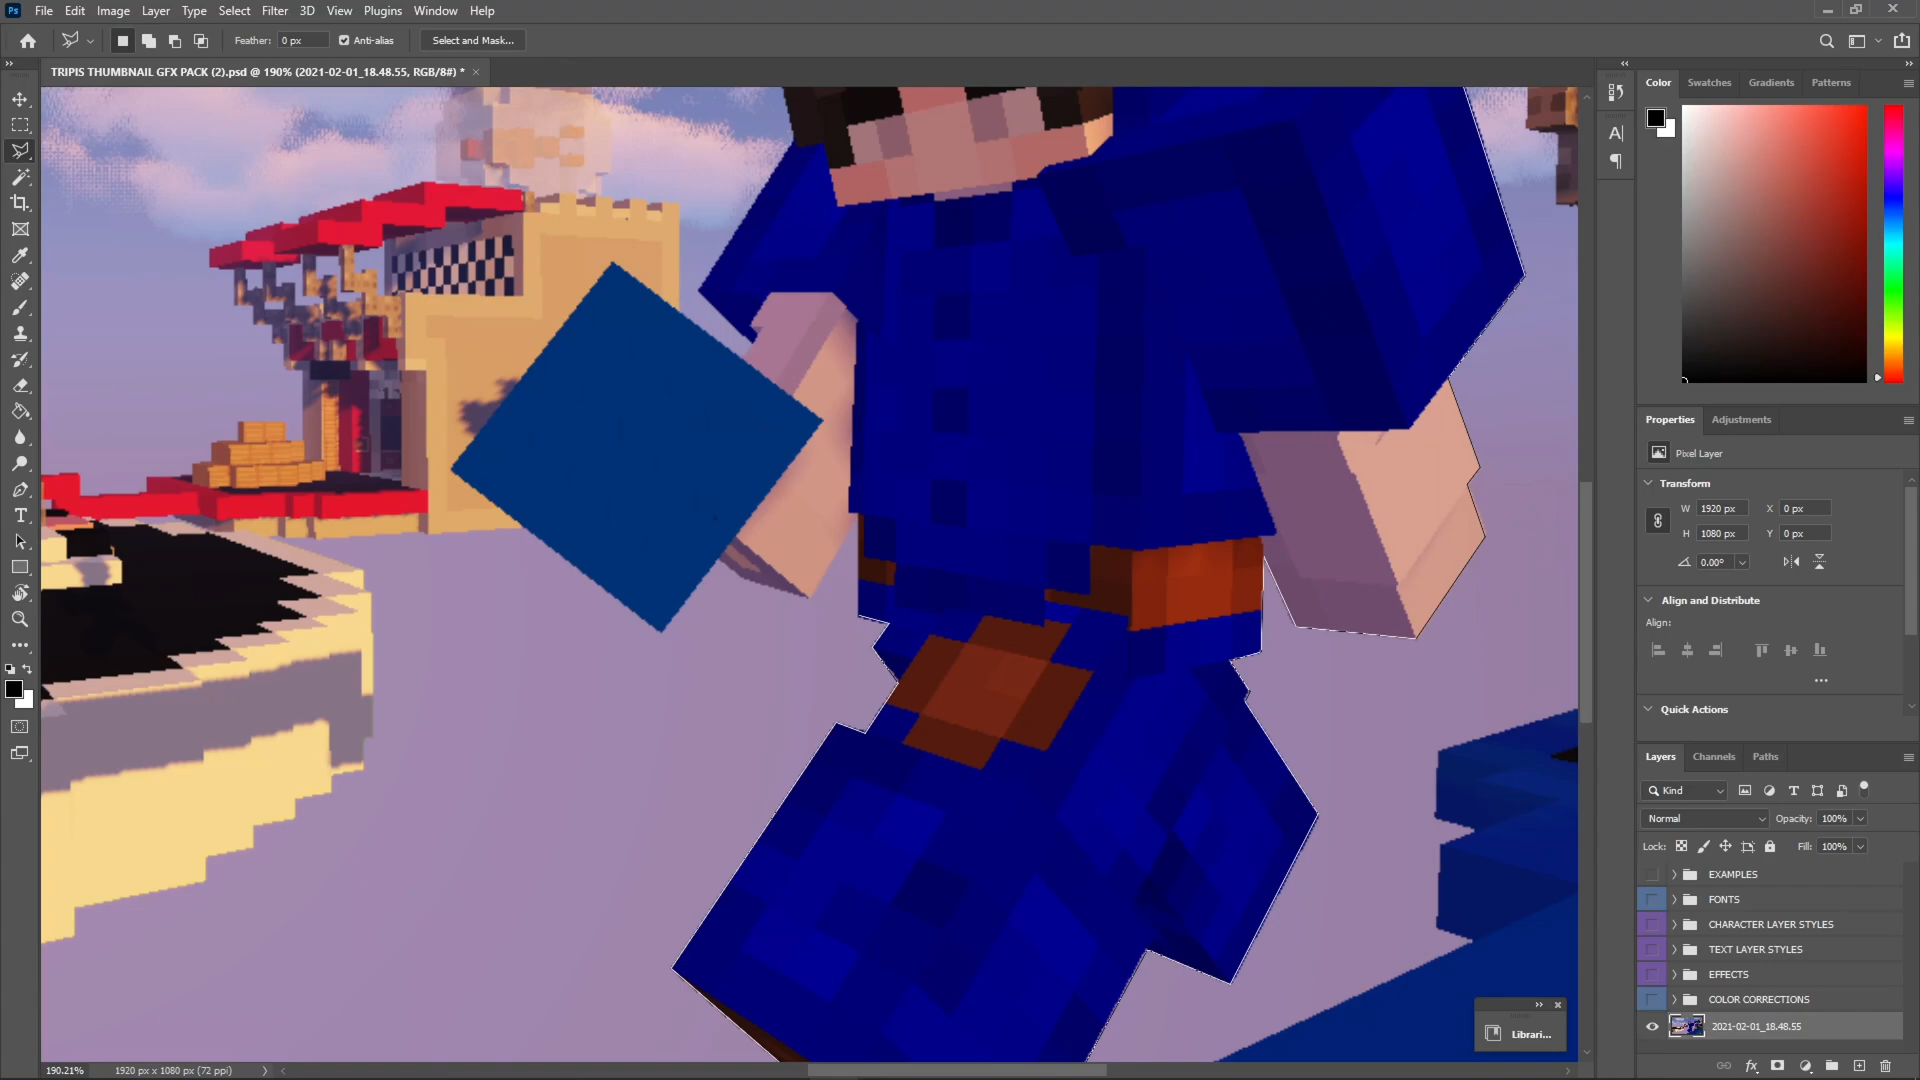 Ps File Edit Image Layer Type Select Filter 3D View Plugins Window Help
Feather: 0 px Anti-alias Select and Mask...
TRIPIS THUMBNAIL GFX PACK (2).psd @ 190% (2021-02-01_18.48.55, RGB/8#) * ×
Color Swatches Gradients Patterns
Properties Adjustments
Pixel Layer
Transform
W 1920 px X 0 px
H 1080 px Y 0 px
0.00°
Align and Distribute
Align:
Quick Actions
Layers Channels Paths
Kind
Normal Opacity: 100%
Lock: Fill: 100%
EXAMPLES
FONTS
CHARACTER LAYER STYLES
TEXT LAYER STYLES
EFFECTS
COLOR CORRECTIONS
2021-02-01_18.48.55
Librari...
190.21% 1920 px x 1080 px (72 ppi)